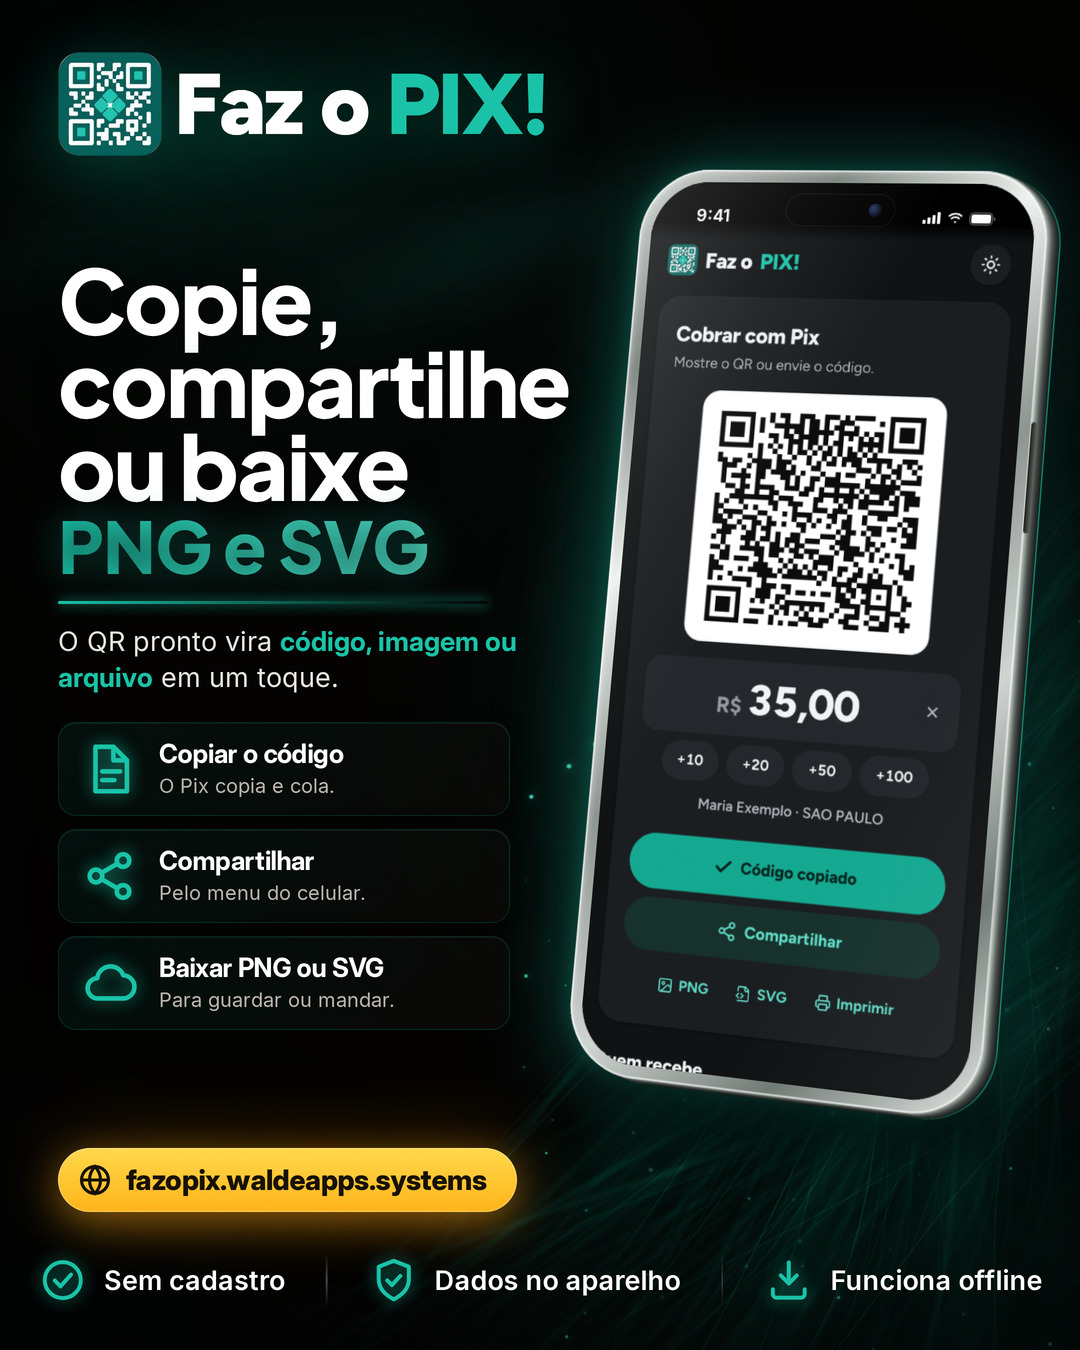 Faz o PIX!
Copie,
compartilhe
ou baixe
PNG e SVG
O QR pronto vira código, imagem ou
arquivo em um toque.
Copiar o código
O Pix copia e cola.
Compartilhar
Pelo menu do celular.
Baixar PNG ou SVG
Para guardar ou mandar.
9:41
Faz o PIX!
Cobrar com Pix
Mostre o QR ou envie o código.
R$ 35,00 ×
+10 +20 +50 +100
Maria Exemplo · SAO PAULO
Código copiado
Compartilhar
PNG SVG Imprimir
recebe
fazopix.waldeapps.systems
Sem cadastro Dados no aparelho Funciona offline